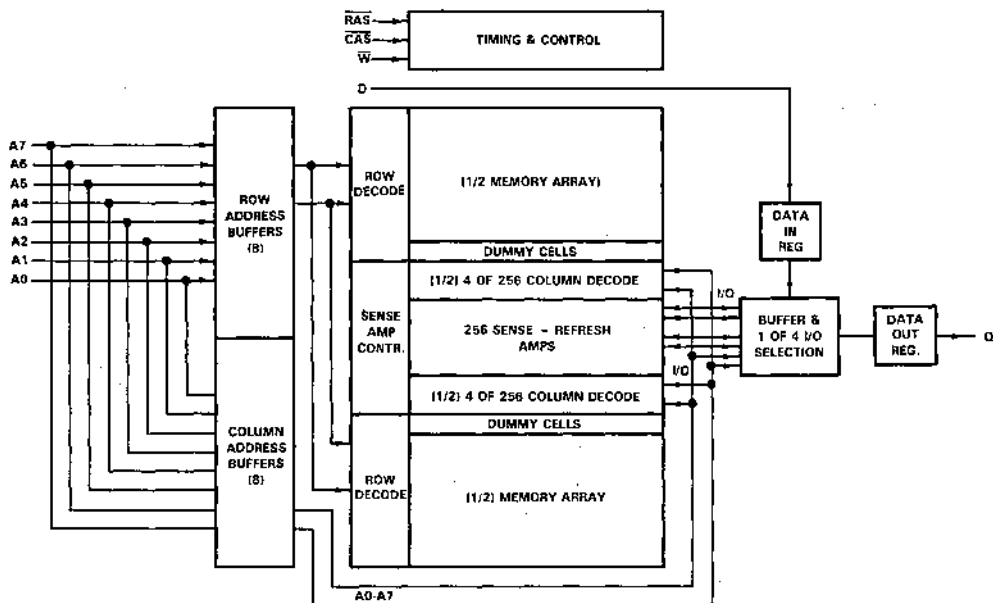 RAS
CAS
W
TIMING & CONTROL
D
A7
A6
A5
A4
A3
A2
A1
A0
ROW
ADDRESS
BUFFERS
(8)
COLUMN
ADDRESS
BUFFERS
(8)
ROW
DECODE
(1/2 MEMORY ARRAY)
DUMMY CELLS
(1/2) 4 OF 256 COLUMN DECODE
SENSE
AMP
CONTR.
256 SENSE – REFRESH
AMPS
(1/2) 4 OF 256 COLUMN DECODE
DUMMY CELLS
ROW
DECODE
(1/2) MEMORY ARRAY
DATA
IN
REG
I/O
I/O
BUFFER &
1 OF 4 I/O
SELECTION
DATA
OUT
REG.
Q
A0-A7